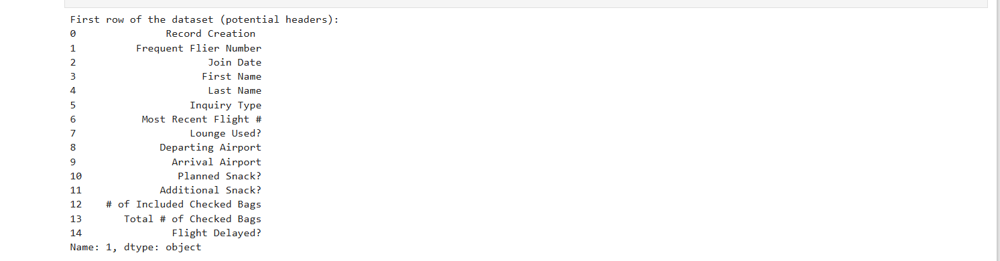 First row of the dataset (potential headers):
0 Record Creation
1 Frequent Flier Number
2 Join Date
3 First Name
4 Last Name
5 Inquiry Type
6 Most Recent Flight #
7 Lounge Used?
8 Departing Airport
9 Arrival Airport
10 Planned Snack?
11 Additional Snack?
12 # of Included Checked Bags
13 Total # of Checked Bags
14 Flight Delayed?
Name: 1, dtype: object